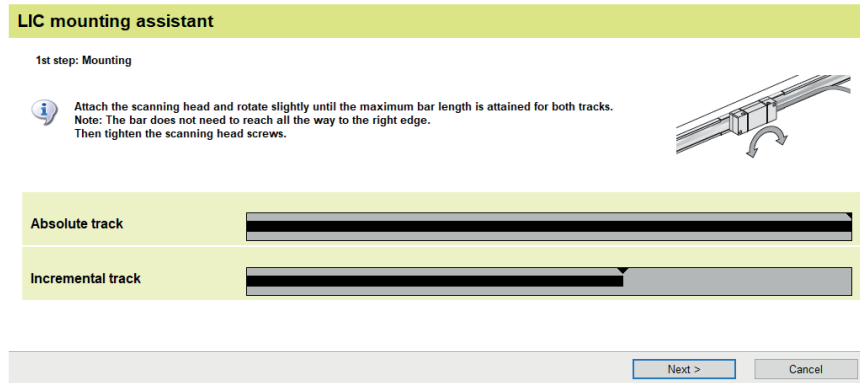 LIC mounting assistant
1st step: Mounting
Attach the scanning head and rotate slightly until the maximum bar length is attained for both tracks.
Note: The bar does not need to reach all the way to the right edge.
Then tighten the scanning head screws.
Absolute track
Incremental track
Next >
Cancel